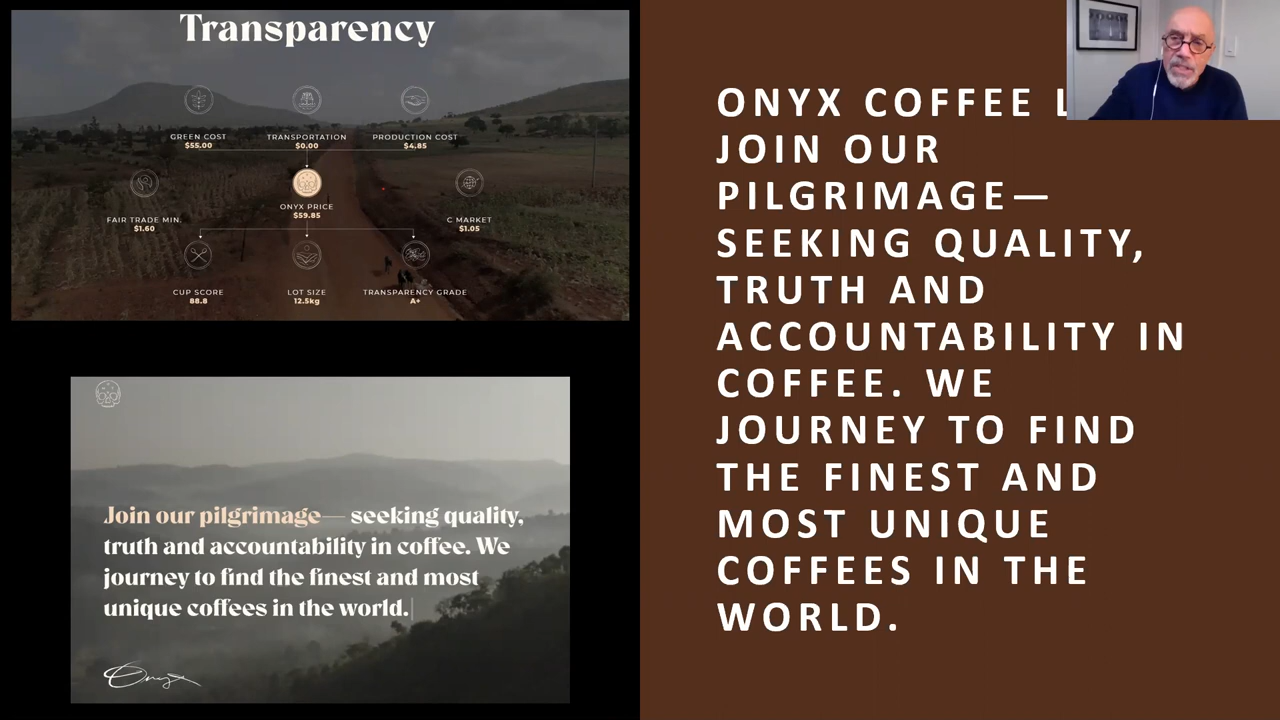 Transparency
GREEN COST
$55.00
TRANSPORTATION
$0.00
PRODUCTION COST
$4.85
ONYX PRICE
$59.85
FAIR TRADE MIN.
$1.60
C MARKET
$1.05
CUP SCORE
88.8
LOT SIZE
12.5kg
TRANSPARENCY GRADE
A+
Join our pilgrimage— seeking quality,
truth and accountability in coffee. We
journey to find the finest and most
unique coffees in the world.
Onyx
ONYX COFFEE L
JOIN OUR
PILGRIMAGE—
SEEKING QUALITY,
TRUTH AND
ACCOUNTABILITY IN
COFFEE. WE
JOURNEY TO FIND
THE FINEST AND
MOST UNIQUE
COFFEES IN THE
WORLD.